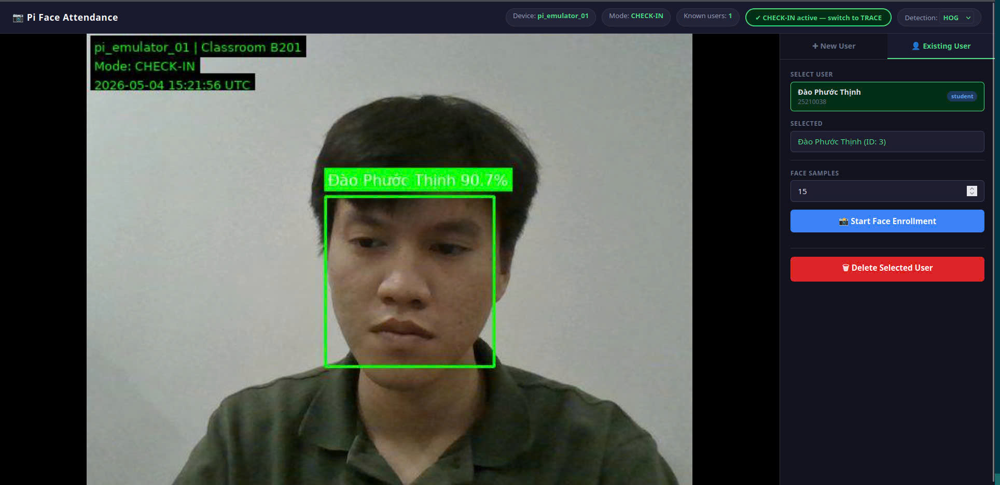 Pi Face Attendance
Device: pi_emulator_01
Mode: CHECK-IN
Known users: 1
✓ CHECK-IN active — switch to TRACE
Detection: HOG
pi_emulator_01 | Classroom B201
Mode: CHECK-IN
2026-05-04 15:21:56 UTC
Đào Phước Thịnh 90.7%
+ New User
Existing User
SELECT USER
Đào Phước Thịnh
25210038
student
SELECTED
Đào Phước Thịnh (ID: 3)
FACE SAMPLES
15
Start Face Enrollment
Delete Selected User